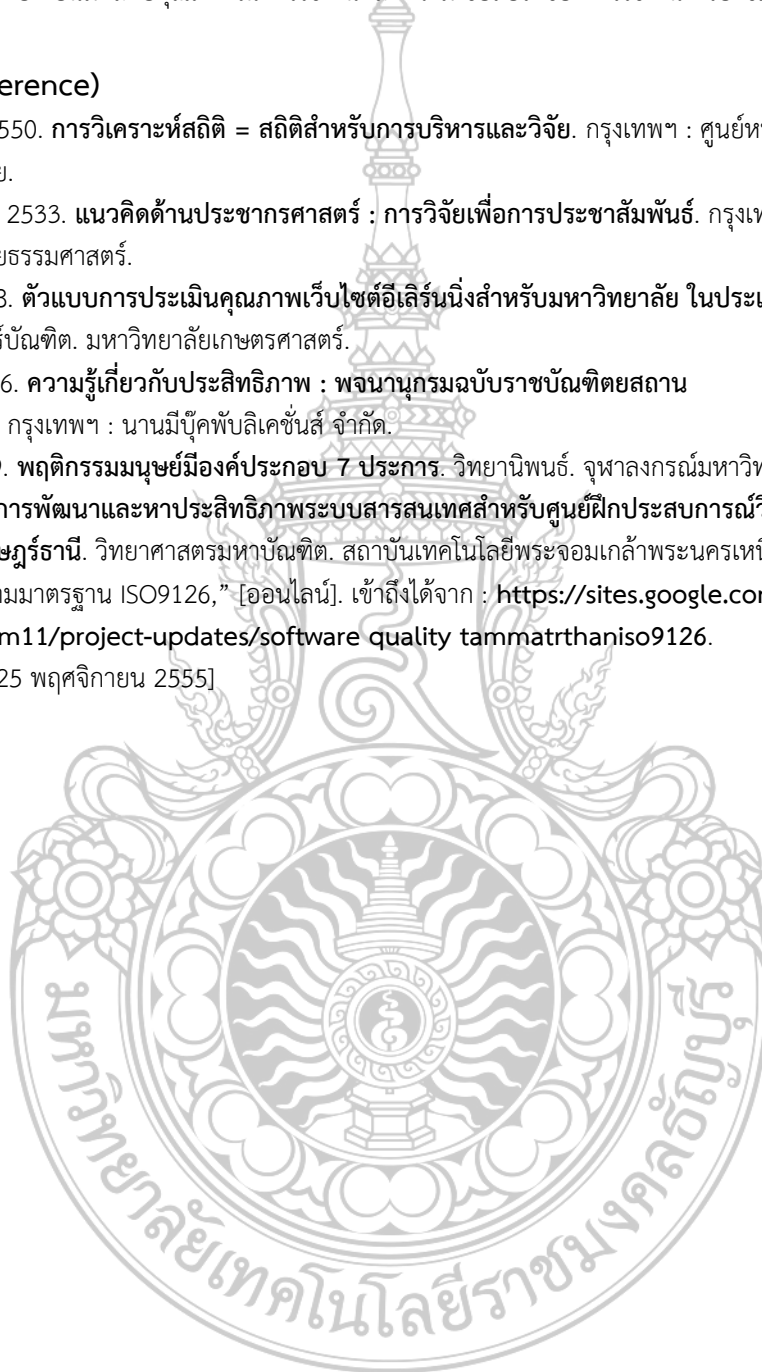 erence)
550. การวิเคราะห์สถิติ = สถิติสำหรับการบริหารและวิจัย. กรุงเทพฯ : ศูนย์ห
ย.
2533. แนวคิดด้านประชากรศาสตร์ : การวิจัยเพื่อการประชาสัมพันธ์. กรุงเท
ยธรรมศาสตร์.
3. ตัวแบบการประเมินคุณภาพเว็บไซต์อีเลิร์นนิ่งสำหรับมหาวิทยาลัย ในประเ
ร์บัณฑิต. มหาวิทยาลัยเกษตรศาสตร์.
6. ความรู้เกี่ยวกับประสิทธิภาพ : พจนานุกรมฉบับราชบัณฑิตยสถาน
กรุงเทพฯ : นานมีบุ๊คพับลิเคชั่นส์ จำกัด.
9. พฤติกรรมมนุษย์มีองค์ประกอบ 7 ประการ. วิทยานิพนธ์. จุฬาลงกรณ์มหาวิท
การพัฒนาและหาประสิทธิภาพระบบสารสนเทศสำหรับศูนย์ฝึกประสบการณ์วิ
ษฎร์ธานี. วิทยาศาสตรมหาบัณฑิต. สถาบันเทคโนโลยีพระจอมเกล้าพระนครเหนื
ามมาตรฐาน ISO9126,” [ออนไลน์]. เข้าถึงได้จาก : https://sites.google.co
m11/project-updates/software quality tammatrthaniso9126.
25 พฤศจิกายน 2555]
มหาวิทยาลัยเทคโนโลยีราชมงคลธัญบุรี